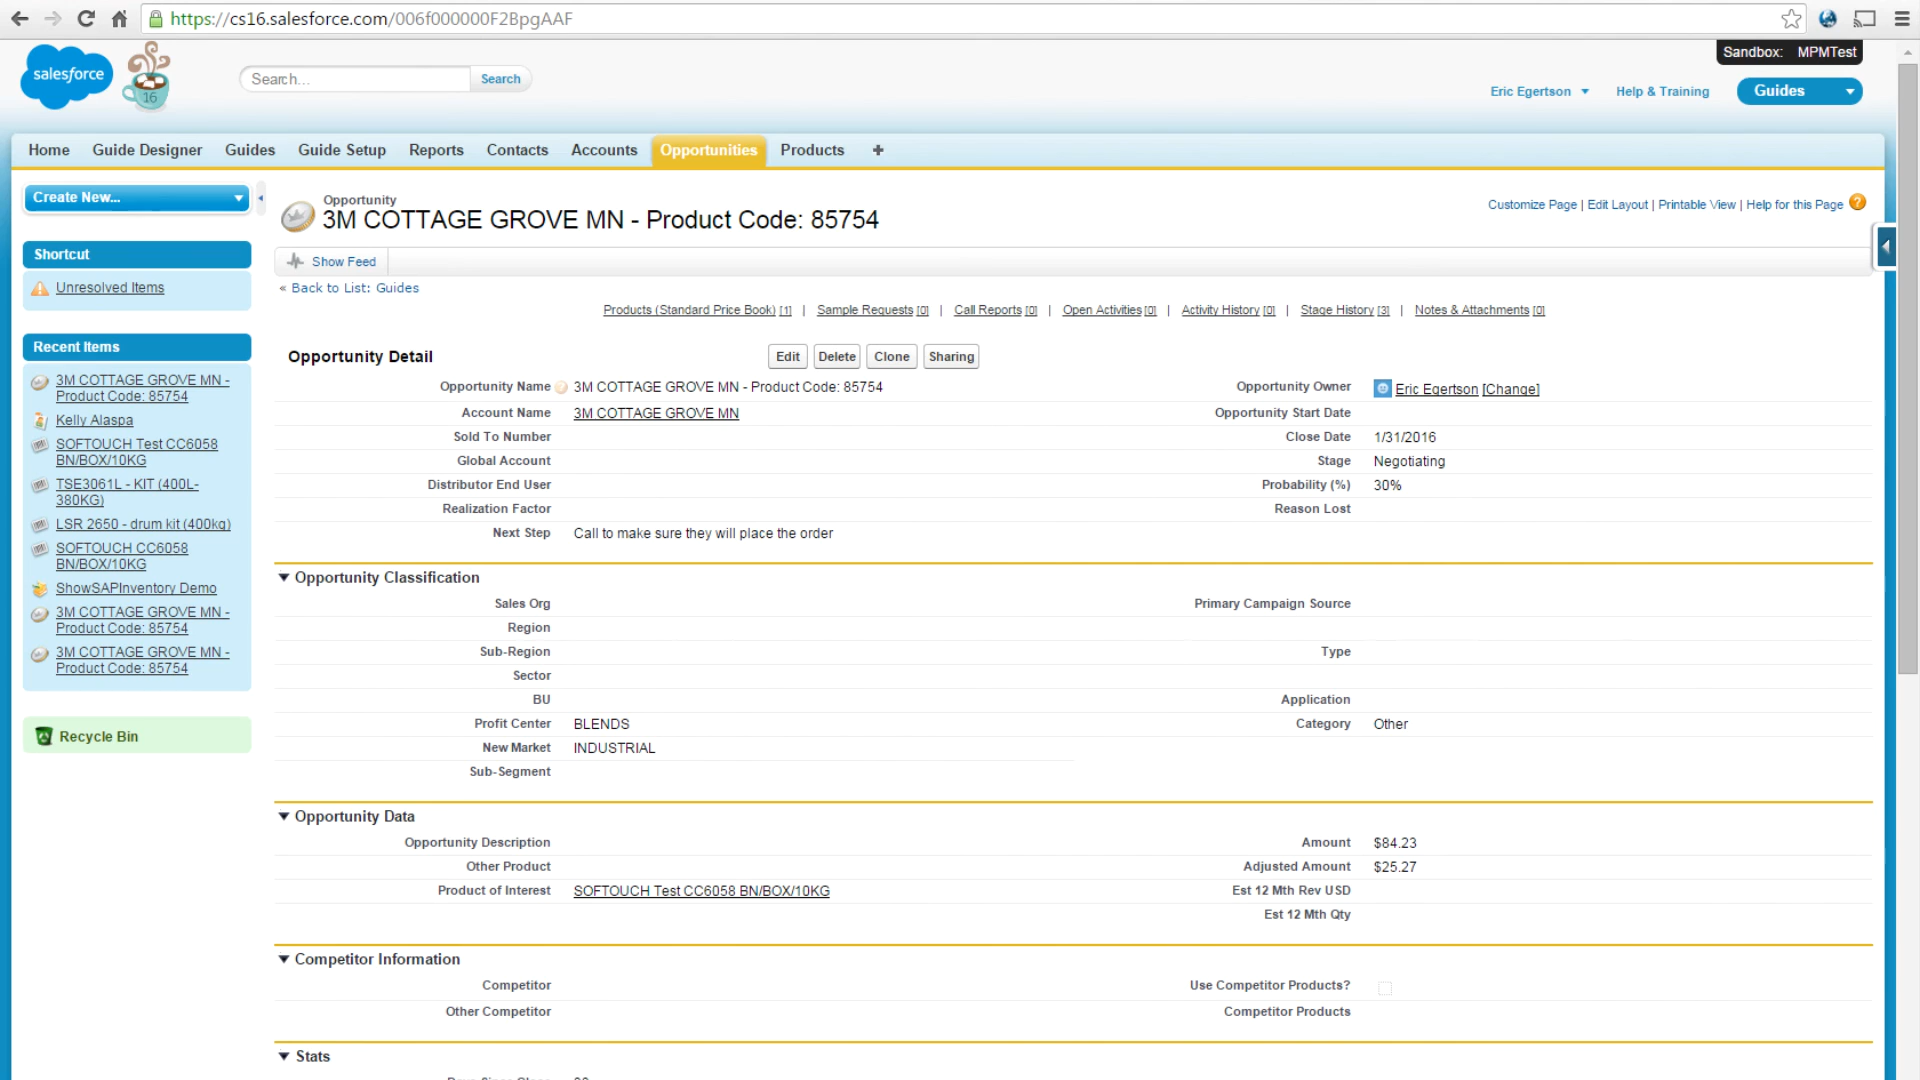 https://cs16.salesforce.com/006f000000F2BpgAAF
Sandbox: MPMTest
salesforce
16
Search...
Search
Eric Egertson
Help & Training
Guides
Home
Guide Designer
Guides
Guide Setup
Reports
Contacts
Accounts
Opportunities
Products
+
Create New...
Shortcut
Unresolved Items
Recent Items
3M COTTAGE GROVE MN -
Product Code: 85754
Kelly Alaspa
SOFTOUCH Test CC6058
BN/BOX/10KG
TSE3061L - KIT (400L-
380KG)
LSR 2650 - drum kit (400kg)
SOFTOUCH CC6058
BN/BOX/10KG
ShowSAPInventory Demo
3M COTTAGE GROVE MN -
Product Code: 85754
3M COTTAGE GROVE MN -
Product Code: 85754
Recycle Bin
Opportunity
3M COTTAGE GROVE MN - Product Code: 85754
Customize Page | Edit Layout | Printable View | Help for this Page ?
Show Feed
« Back to List: Guides
Products (Standard Price Book) [1] | Sample Requests [0] | Call Reports [0] | Open Activities [0] | Activity History [0] | Stage History [3] | Notes & Attachments [0]
Opportunity Detail
Edit
Delete
Clone
Sharing
Opportunity Name 3M COTTAGE GROVE MN - Product Code: 85754
Opportunity Owner Eric Egertson [Change]
Account Name 3M COTTAGE GROVE MN
Opportunity Start Date
Sold To Number
Close Date 1/31/2016
Global Account
Stage Negotiating
Distributor End User
Probability (%) 30%
Realization Factor
Reason Lost
Next Step Call to make sure they will place the order
Opportunity Classification
Sales Org
Primary Campaign Source
Region
Sub-Region
Type
Sector
BU
Application
Profit Center BLENDS
Category Other
New Market INDUSTRIAL
Sub-Segment
Opportunity Data
Opportunity Description
Amount $84.23
Other Product
Adjusted Amount $25.27
Product of Interest SOFTOUCH Test CC6058 BN/BOX/10KG
Est 12 Mth Rev USD
Est 12 Mth Qty
Competitor Information
Competitor
Use Competitor Products?
Other Competitor
Competitor Products
Stats